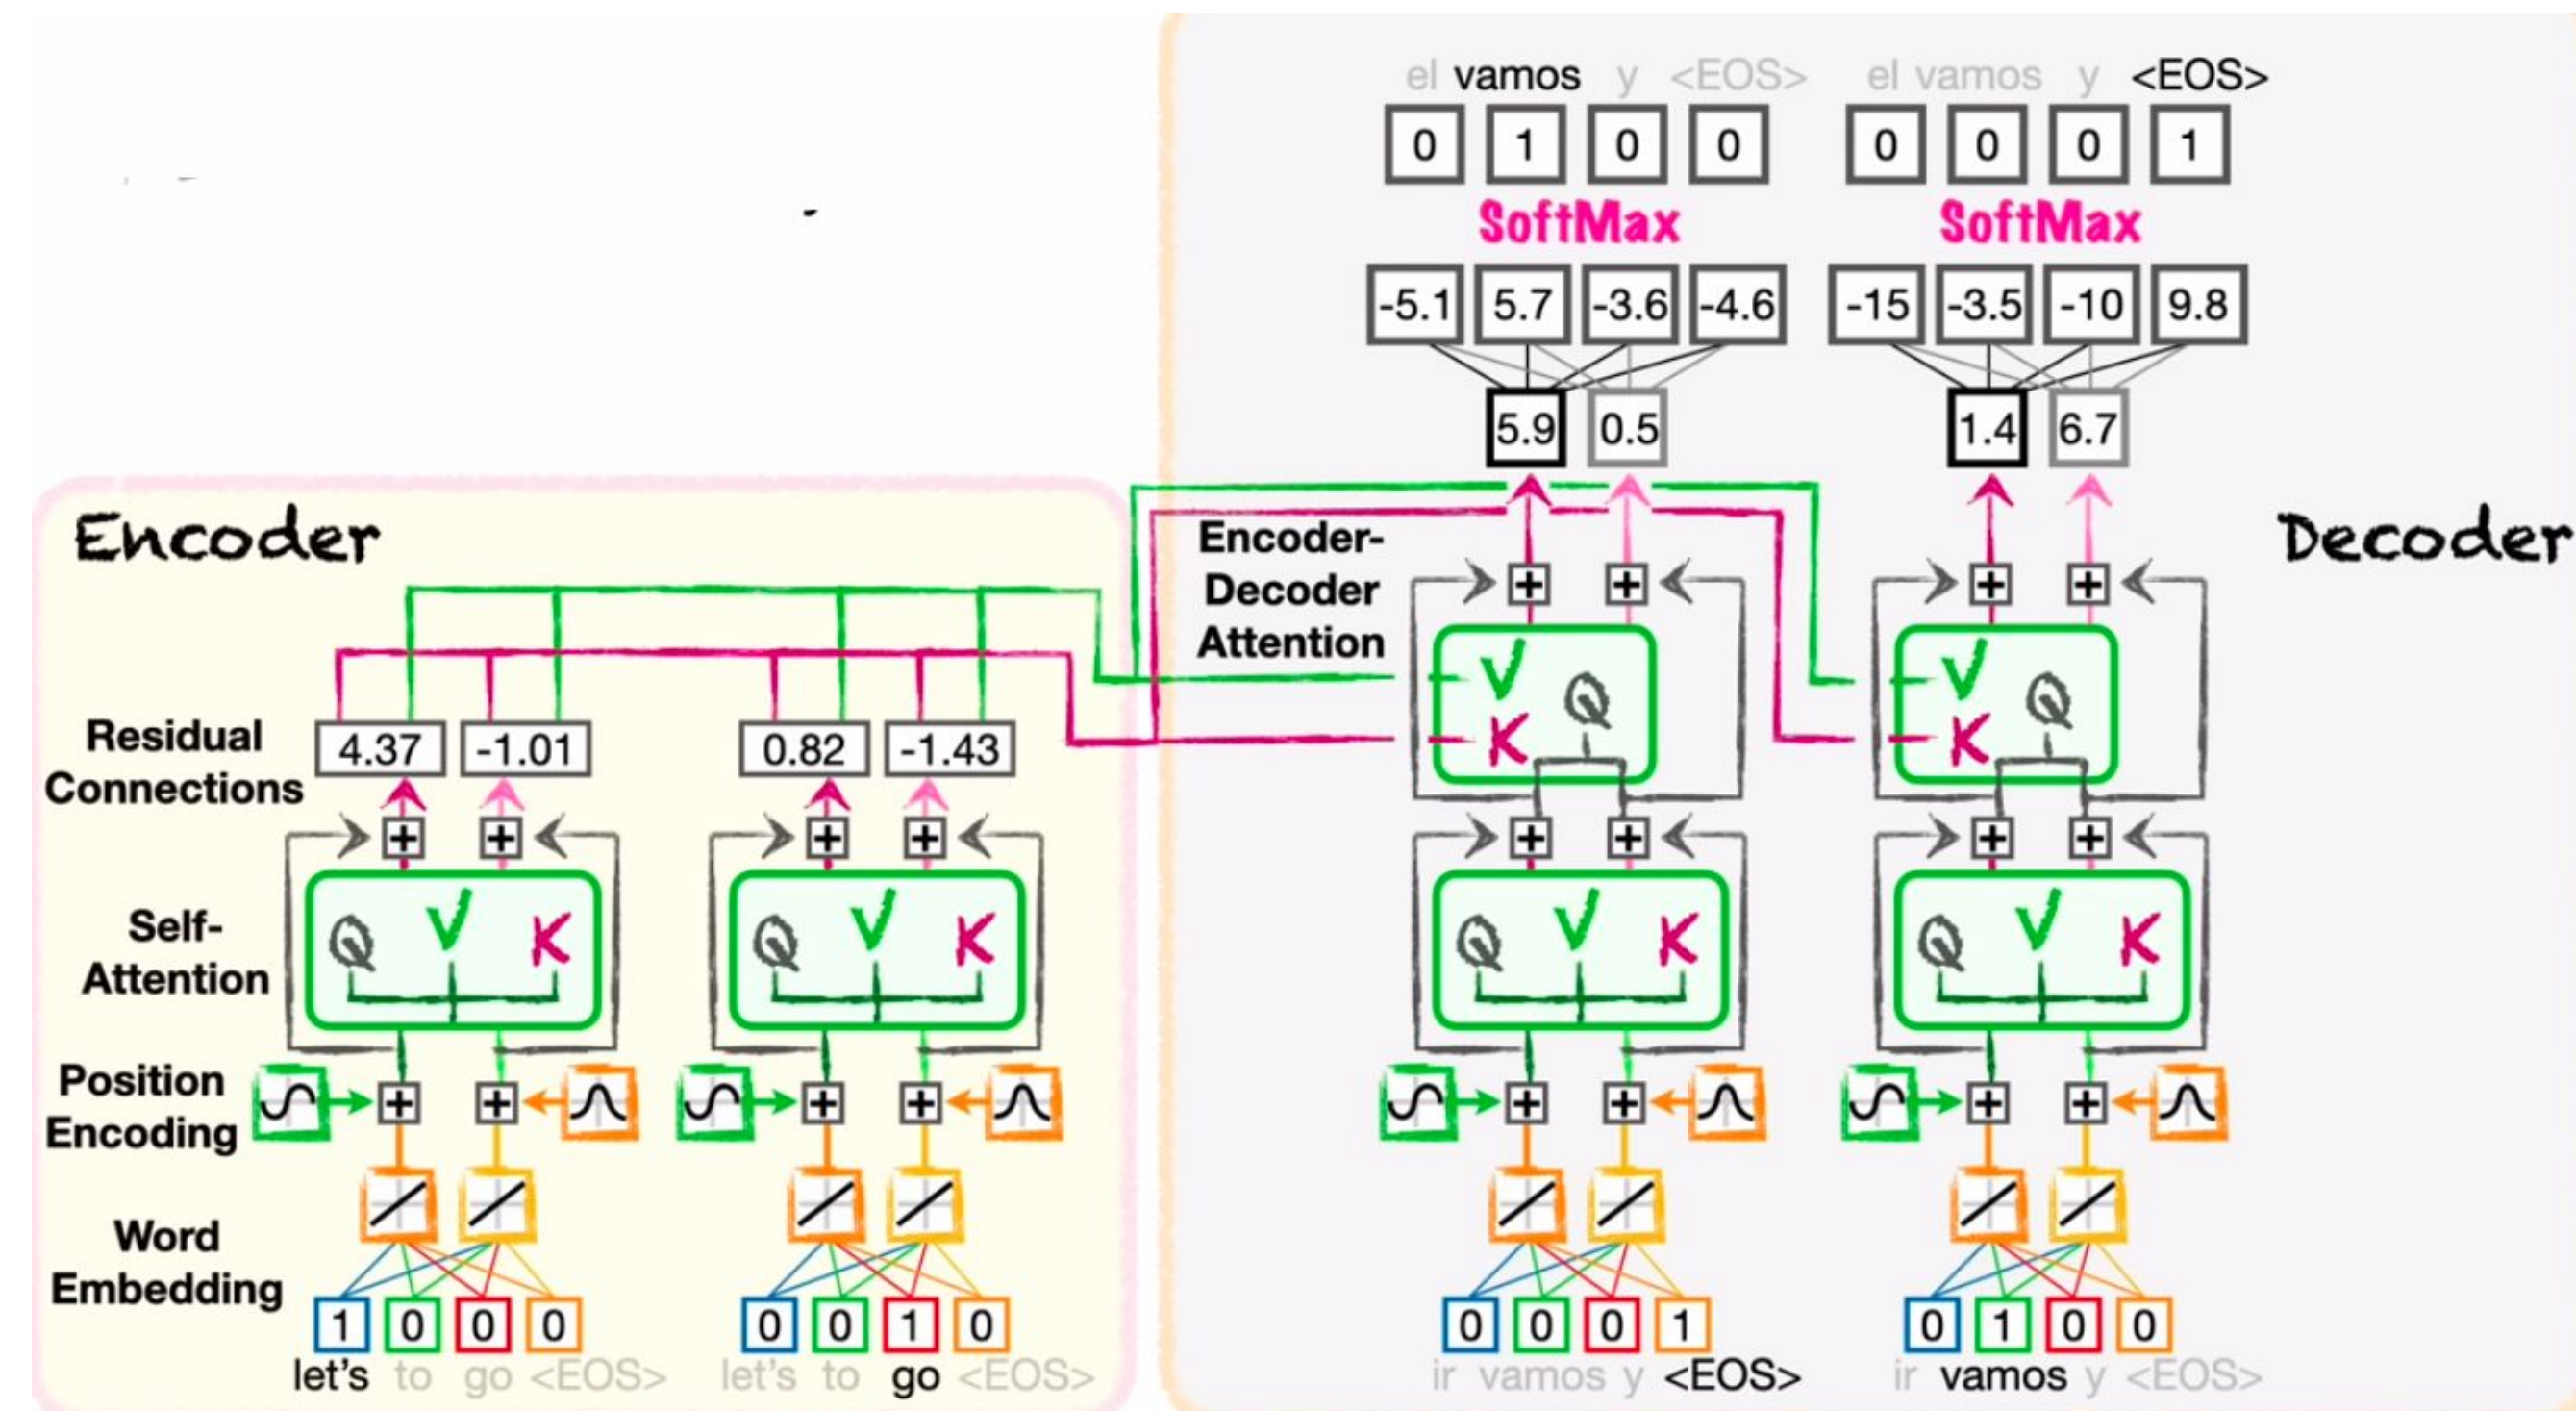 el vamos y <EOS> el vamos y <EOS>
0 1 0 0 0 0 0 1
SoftMax SoftMax
-5.1 5.7 -3.6 -4.6 -15 -3.5 -10 9.8
5.9 0.5 1.4 6.7
Encoder
Decoder
Encoder-
Decoder
Attention
+ + + +
V Q K V Q K
Residual
Connections
4.37 -1.01 0.82 -1.43
+ + + + + + + +
Self-
Attention
Q V K Q V K Q V K Q V K
Position
Encoding
+ + + + + + + +
Word
Embedding
1 0 0 0 0 0 1 0 0 0 0 1 0 1 0 0
let's to go <EOS> let's to go <EOS> ir vamos y <EOS> ir vamos y <EOS>